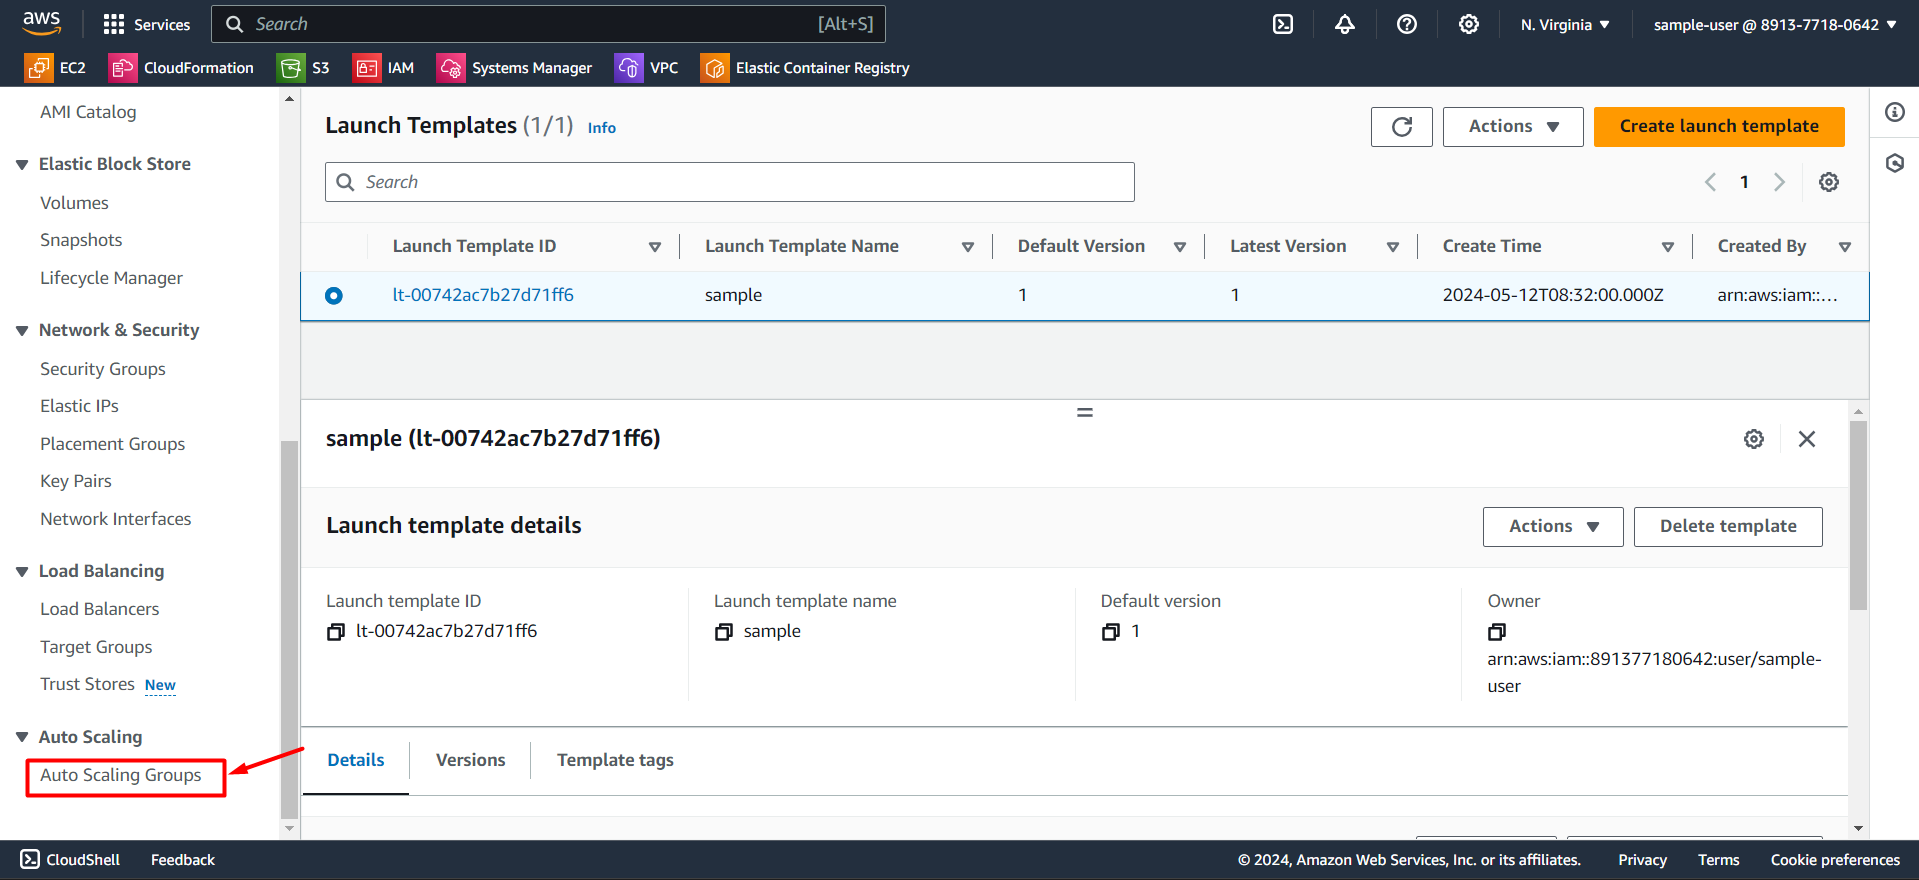 aws
Services
Search
[Alt+S]
N. Virginia
sample-user @ 8913-7718-0642
EC2
CloudFormation
S3
IAM
Systems Manager
VPC
Elastic Container Registry
AMI Catalog
Elastic Block Store
Volumes
Snapshots
Lifecycle Manager
Network & Security
Security Groups
Elastic IPs
Placement Groups
Key Pairs
Network Interfaces
Load Balancing
Load Balancers
Target Groups
Trust Stores New
Auto Scaling
Auto Scaling Groups
Launch Templates (1/1) Info
Actions
Create launch template
Search
1
Launch Template ID
Launch Template Name
Default Version
Latest Version
Create Time
Created By
lt-00742ac7b27d71ff6
sample
1
1
2024-05-12T08:32:00.000Z
arn:aws:iam::...
sample (lt-00742ac7b27d71ff6)
Launch template details
Actions
Delete template
Launch template ID
lt-00742ac7b27d71ff6
Launch template name
sample
Default version
1
Owner
arn:aws:iam::891377180642:user/sample-
user
Details
Versions
Template tags
CloudShell
Feedback
© 2024, Amazon Web Services, Inc. or its affiliates.
Privacy
Terms
Cookie preferences